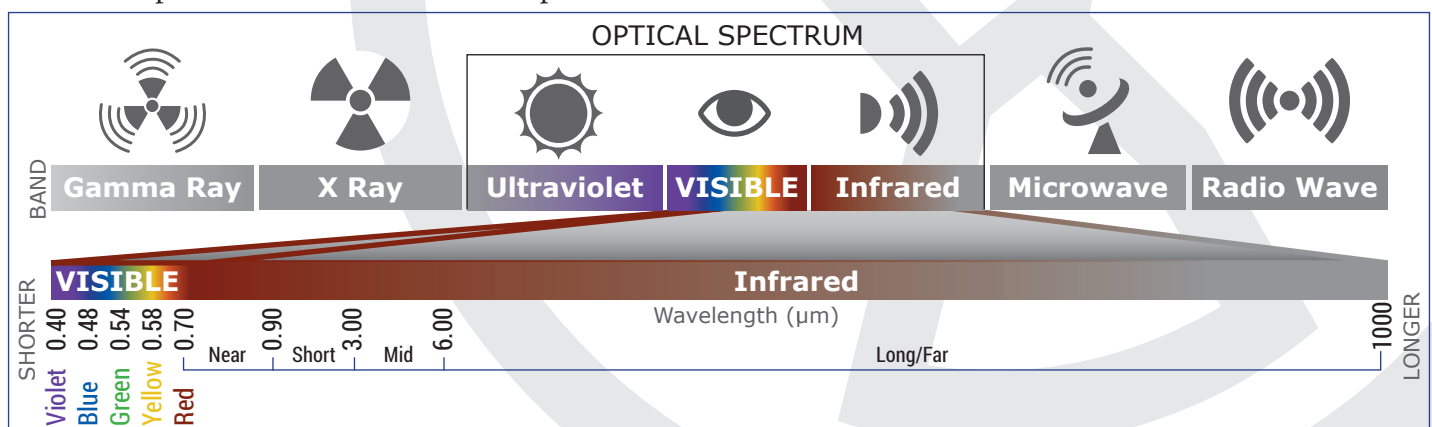 OPTICAL SPECTRUM
BAND
Gamma Ray X Ray Ultraviolet VISIBLE Infrared Microwave Radio Wave
SHORTER
VISIBLE Infrared
LONGER
Wavelength (μm)
0.40 0.48 0.54 0.58 0.70 0.90 3.00 6.00 1000
Near Short Mid Long/Far
Violet Blue Green Yellow Red